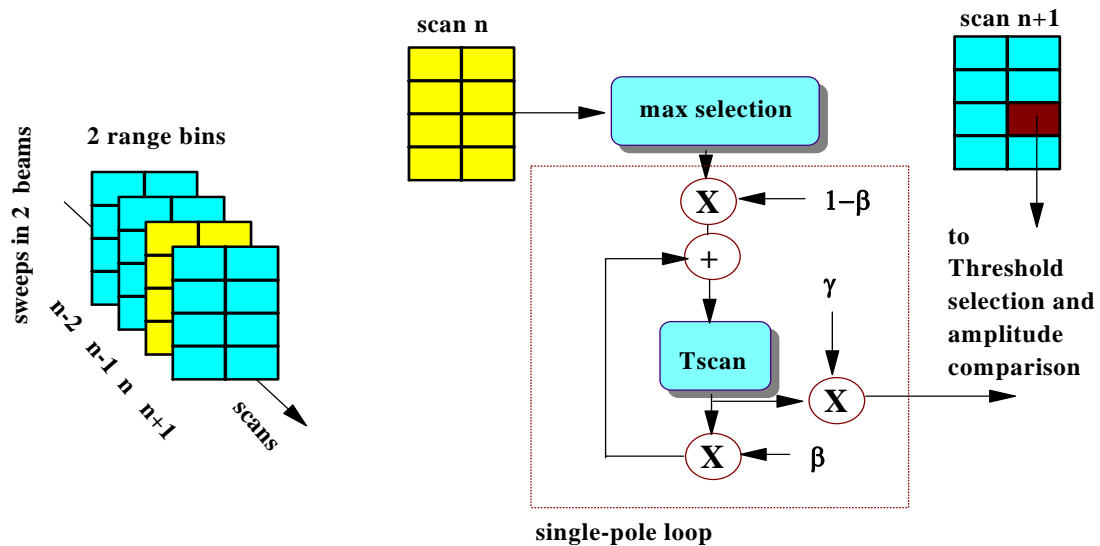 2 range bins
sweeps in 2 beams
n-2
n-1
n
n+1
scans
scan n
max selection
X
1−β
+
γ
Tscan
X
X
β
single-pole loop
scan n+1
to
Threshold
selection and
amplitude
comparison